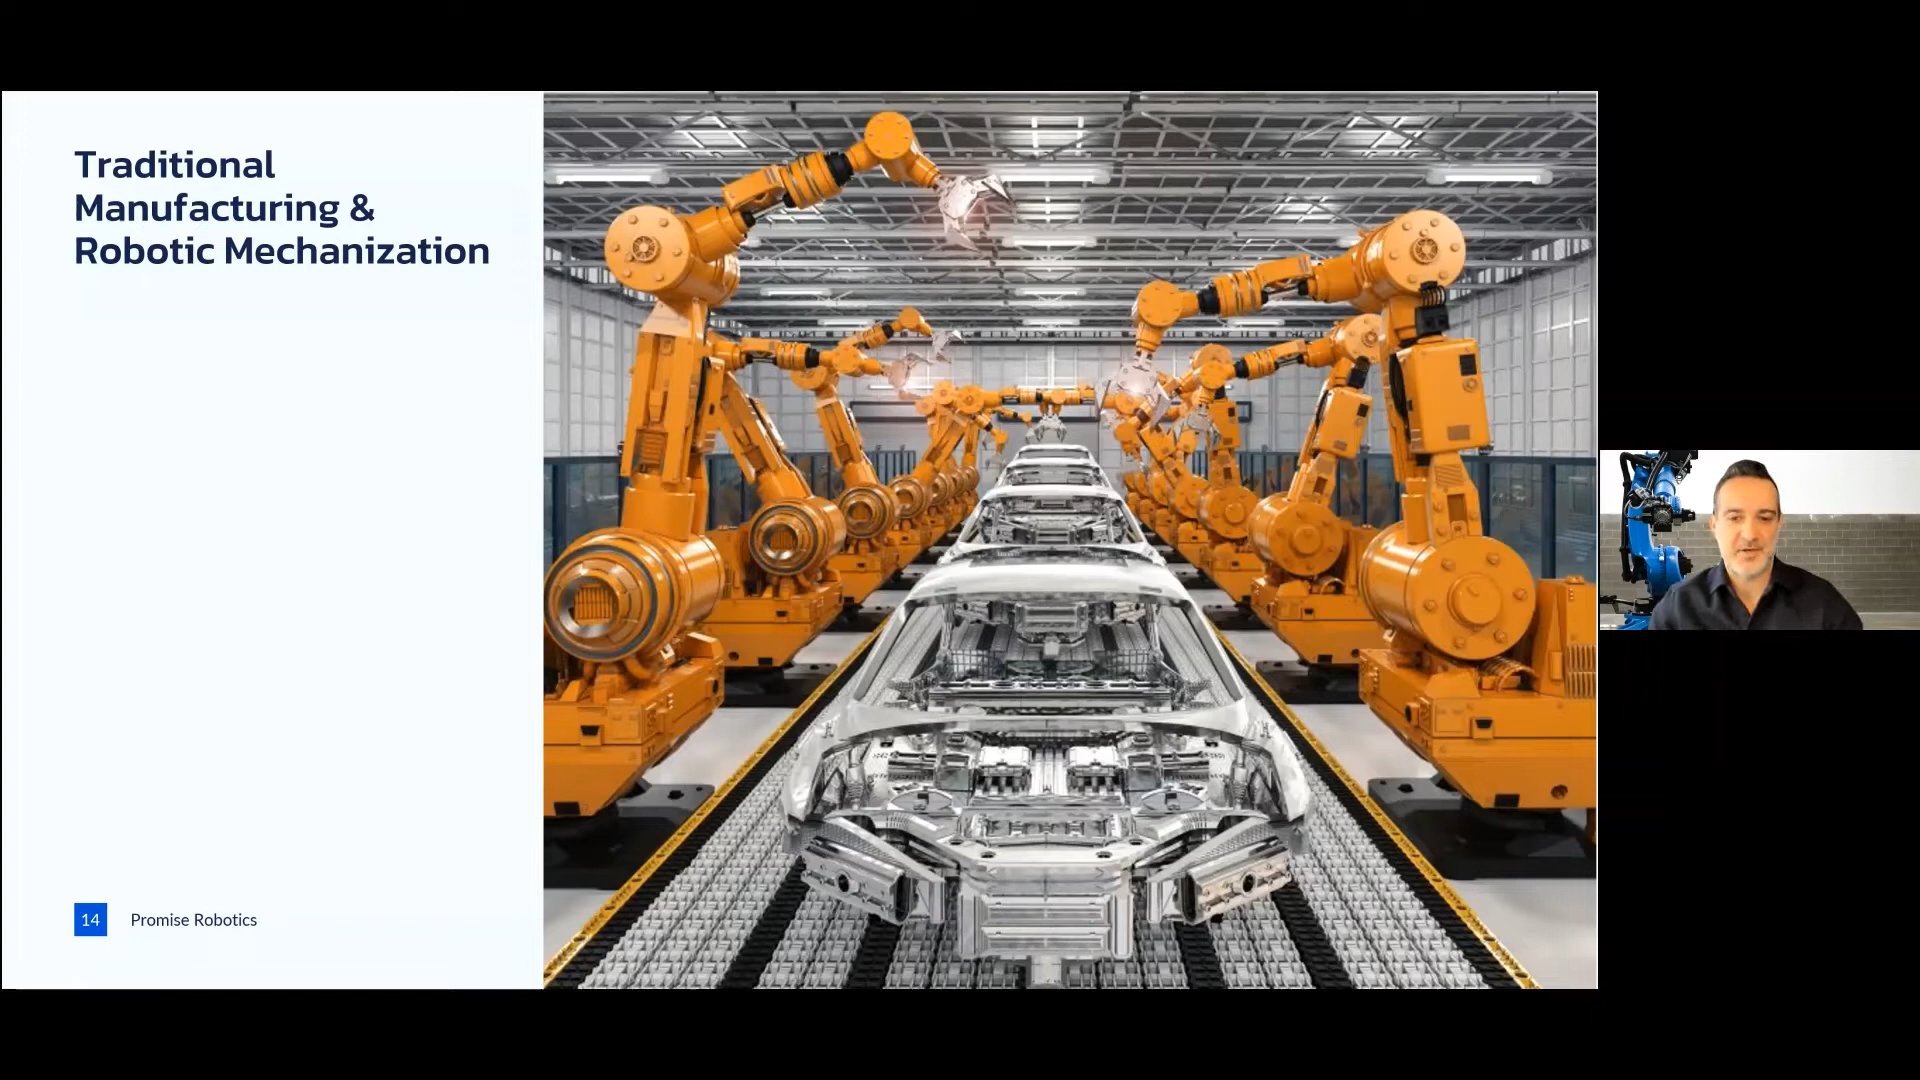 Traditional
Manufacturing &
Robotic Mechanization
14
Promise Robotics